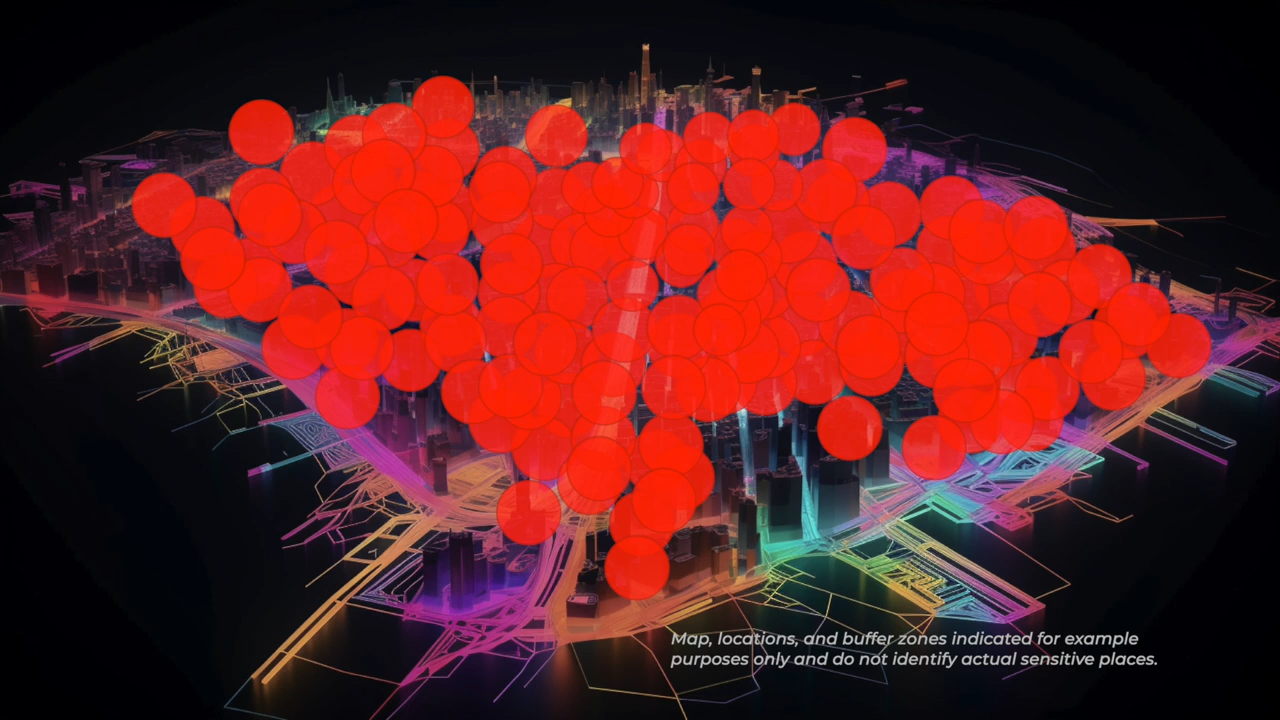 Map, locations, and buffer zones indicated for example
purposes only and do not identify actual sensitive places.